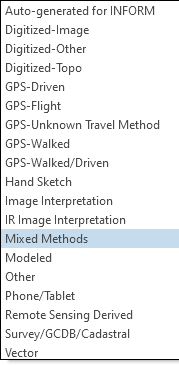 Auto-generated for INFORM
Digitized-Image
Digitized-Other
Digitized-Topo
GPS-Driven
GPS-Flight
GPS-Unknown Travel Method
GPS-Walked
GPS-Walked/Driven
Hand Sketch
Image Interpretation
IR Image Interpretation
Mixed Methods
Modeled
Other
Phone/Tablet
Remote Sensing Derived
Survey/GCDB/Cadastral
Vector